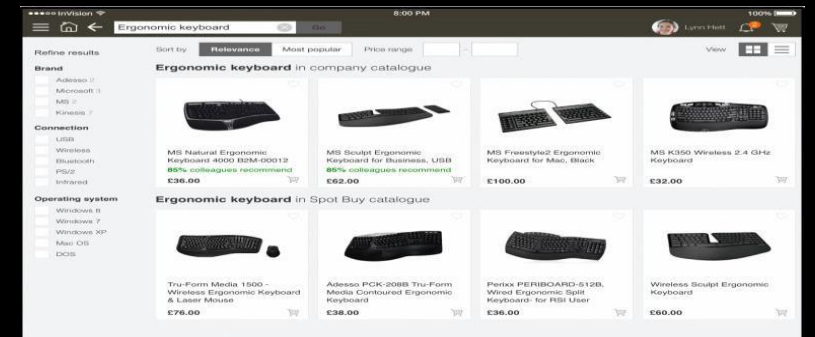 InVision
8:00 PM
100%
Ergonomic keyboard
Go
Lynn Hett
Refine results
Sort by
Relevance
Most popular
Price range
-
View
Brand
Adesso 2
Microsoft 3
MS 2
Kinesis 7
Connection
USB
Wireless
Bluetooth
PS/2
Infrared
Operating system
Windows 8
Windows 7
Windows XP
Mac OS
DOS
Ergonomic keyboard in company catalogue
MS Natural Ergonomic
Keyboard 4000 B2M-00012
85% colleagues recommend
£36.00
MS Sculpt Ergonomic
Keyboard for Business, USB
85% colleagues recommend
£62.00
MS Freestyle2 Ergonomic
Keyboard for Mac, Black
£100.00
MS K350 Wireless 2.4 GHz
Keyboard
£32.00
Ergonomic keyboard in Spot Buy catalogue
Tru-Form Media 1500 -
Wireless Ergonomic Keyboard
& Laser Mouse
£76.00
Adesso PCK-208B Tru-Form
Media Contoured Ergonomic
Keyboard
£38.00
Perixx PERIBOARD-512B,
Wired Ergonomic Split
Keyboard- for RSI User
£36.00
Wireless Sculpt Ergonomic
Keyboard
£60.00